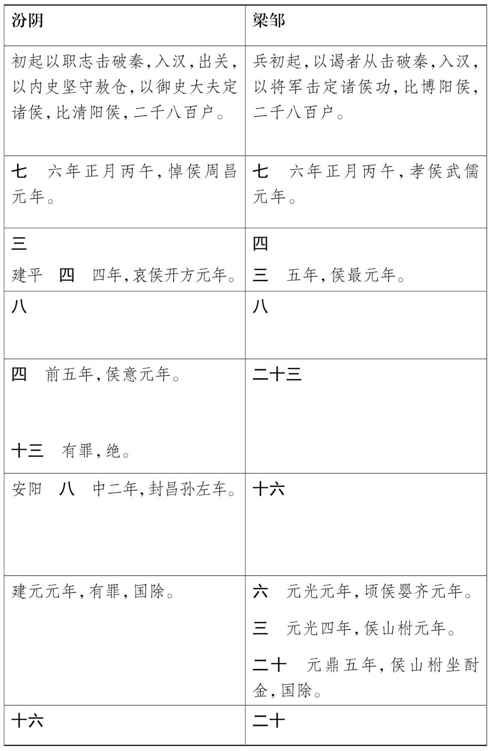 汾阴
初起以职志击破秦，入汉，出关，
以内史坚守敖仓，以御史大夫定
诸侯，比清阳侯，二千八百户。
七　六年正月丙午，悼侯周昌
元年。
三
建平　四　四年，哀侯开方元年。
八
四　前五年，侯意元年。
十三　有罪，绝。
安阳　八　中二年，封昌孙左车。
建元元年，有罪，国除。
十六
梁邹
兵初起，以谒者从击破秦，入汉，
以将军击定诸侯功，比博阳侯，
二千八百户。
七　六年正月丙午，孝侯武儒
元年。
四
三　五年，侯最元年。
八
二十三
十六
六　元光元年，顷侯婴齐元年。
三　元光四年，侯山柎元年。
二十　元鼎五年，侯山柎坐酎
金，国除。
二十